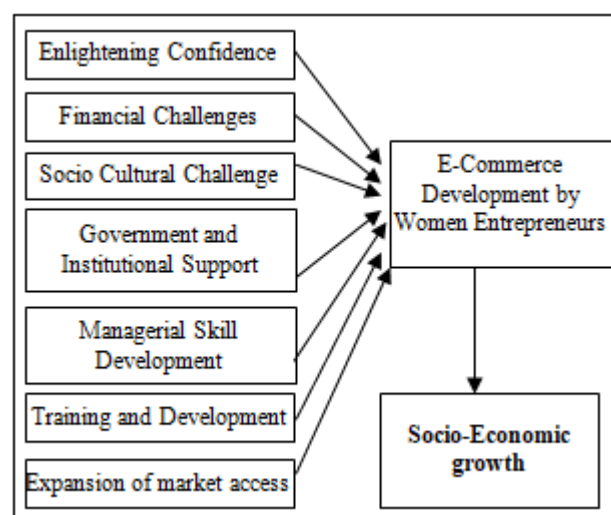 Enlightening Confidence
Financial Challenges
Socio Cultural Challenge
Government and
Institutional Support
Managerial Skill
Development
Training and Development
Expansion of market access
E-Commerce
Development by
Women Entrepreneurs
Socio-Economic
growth